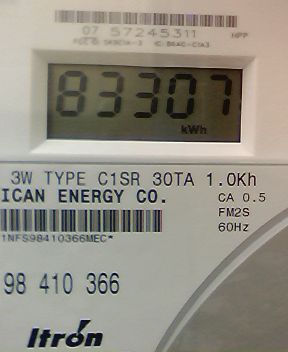 07 57245311 HPP
83307
kWh
3W TYPE C1SR 30TA 1.0Kh
ICAN ENERGY CO. CA 0.5
FM2S
60Hz
1NFS98410366MEC*
98 410 366
Itron